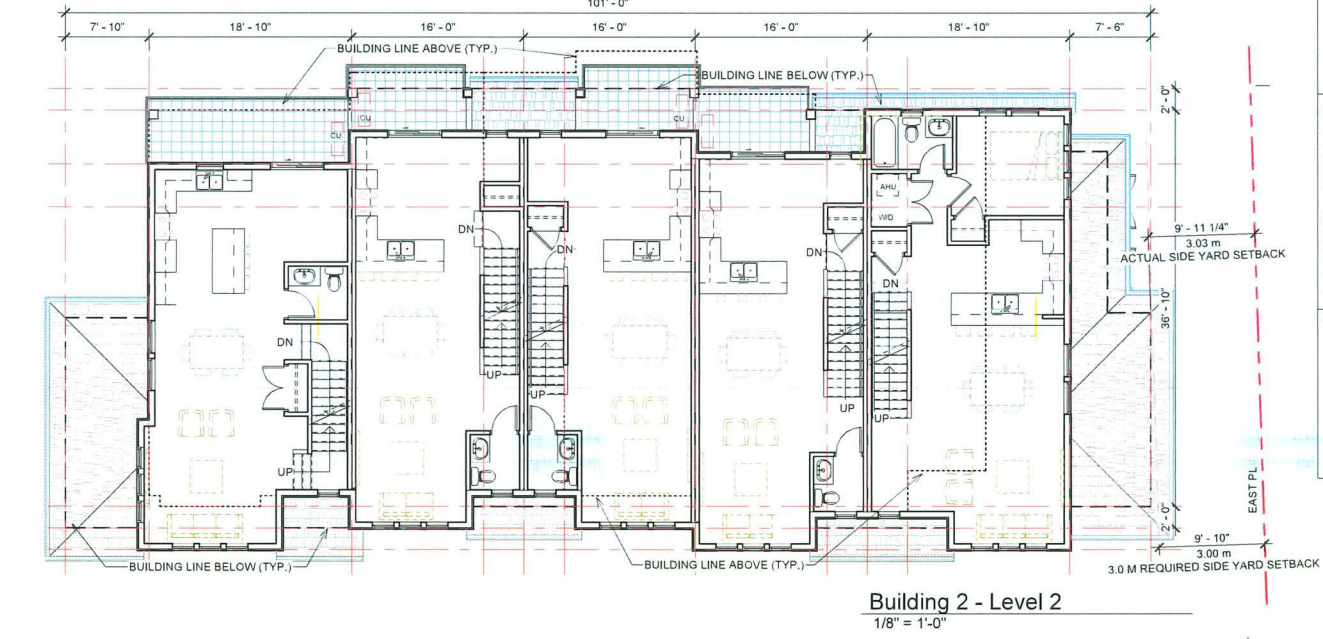 101' - 0"
7' - 10"
18' - 10"
16' - 0"
16' - 0"
16' - 0"
18' - 10"
7' - 6"
BUILDING LINE ABOVE (TYP.)
BUILDING LINE BELOW (TYP.)
2' - 0"
CU
CU
CU
AHU
W/D
DN
DN
DN
DN
DN
9' - 11 1/4"
3.03 m
ACTUAL SIDE YARD SETBACK
36' - 10"
UP
UP
UP
UP
UP
EAST PL
2' - 0"
9' - 10"
3.00 m
3.0 M REQUIRED SIDE YARD SETBACK
BUILDING LINE BELOW (TYP.)
BUILDING LINE ABOVE (TYP.)
Building 2 - Level 2
1/8" = 1'-0"